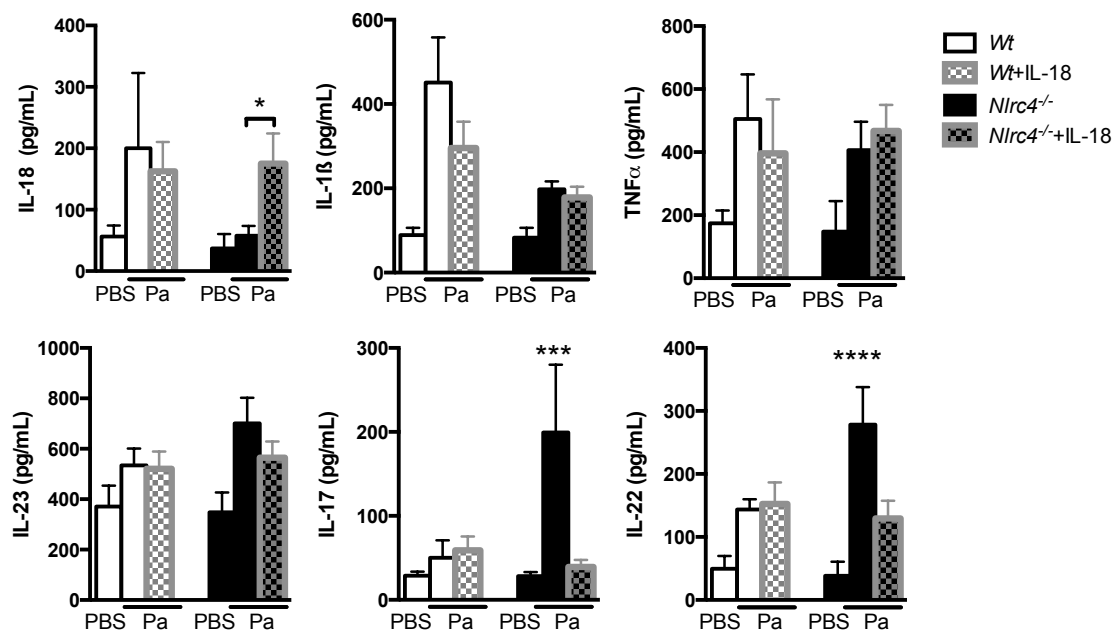 IL-18 (pg/mL)
400
300
200
100
0
*
PBS Pa PBS Pa
IL-1ß (pg/mL)
600
400
200
0
PBS Pa PBS Pa
TNFα (pg/mL)
800
600
400
200
0
PBS Pa PBS Pa
Wt
Wt+IL-18
Nlrc4-/-
Nlrc4-/-+IL-18
IL-23 (pg/mL)
1000
800
600
400
200
0
PBS Pa PBS Pa
IL-17 (pg/mL)
300
200
100
0
***
PBS Pa PBS Pa
IL-22 (pg/mL)
400
300
200
100
0
****
PBS Pa PBS Pa